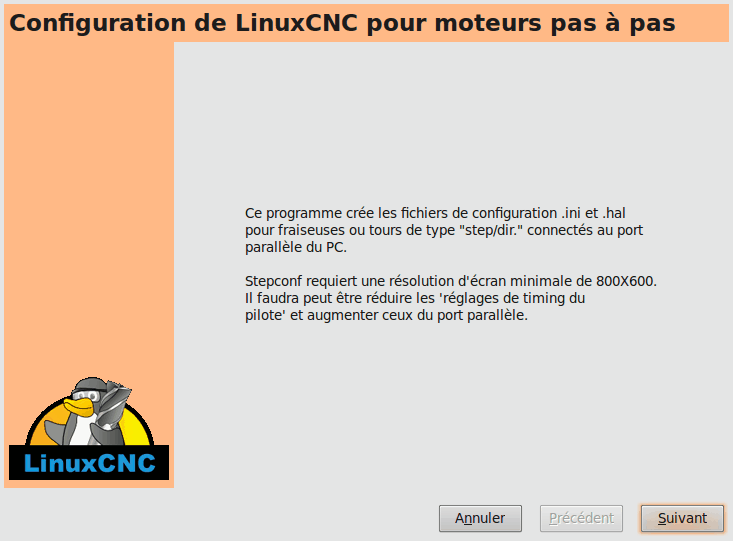 Configuration de LinuxCNC pour moteurs pas à pas
Ce programme crée les fichiers de configuration .ini et .hal
pour fraiseuses ou tours de type "step/dir." connectés au port
parallèle du PC.
Stepconf requiert une résolution d'écran minimale de 800X600.
Il faudra peut être réduire les 'réglages de timing du
pilote' et augmenter ceux du port parallèle.
LinuxCNC
Annuler Précédent Suivant